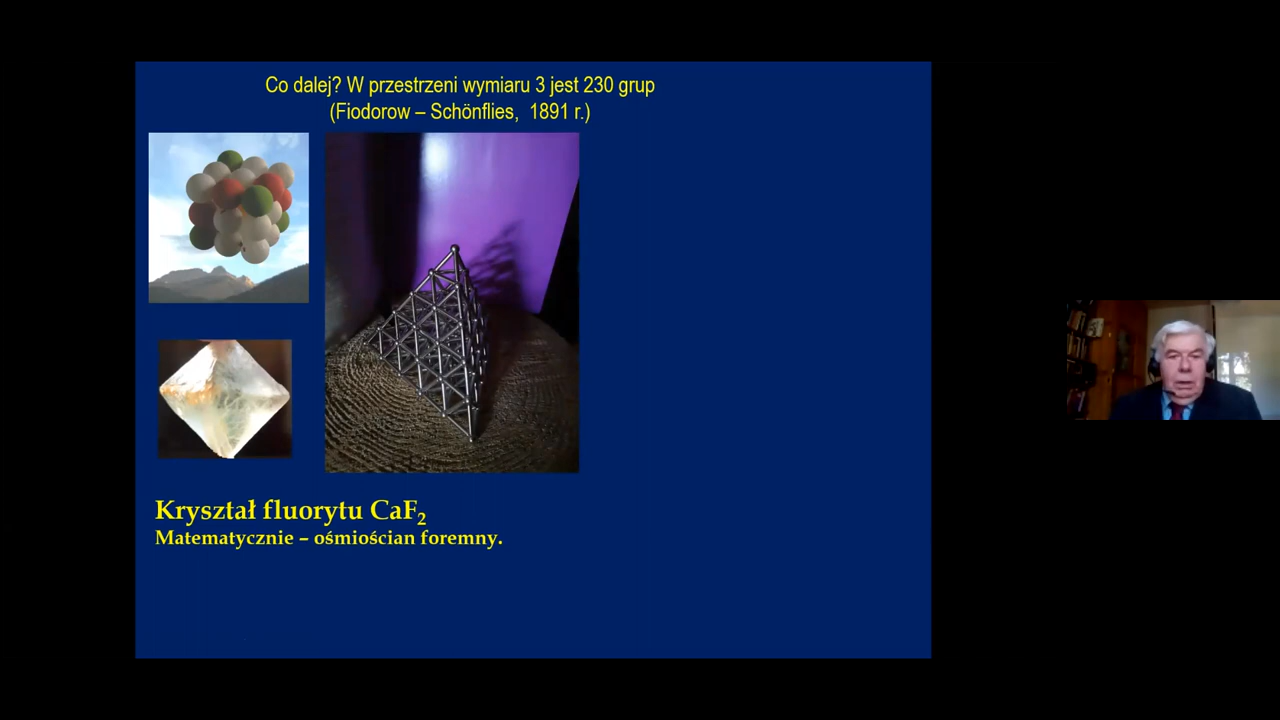 Co dalej? W przestrzeni wymiaru 3 jest 230 grup
(Fiodorow – Schönflies, 1891 r.)
Kryształ fluorytu CaF₂
Matematycznie – ośmiościan foremny.